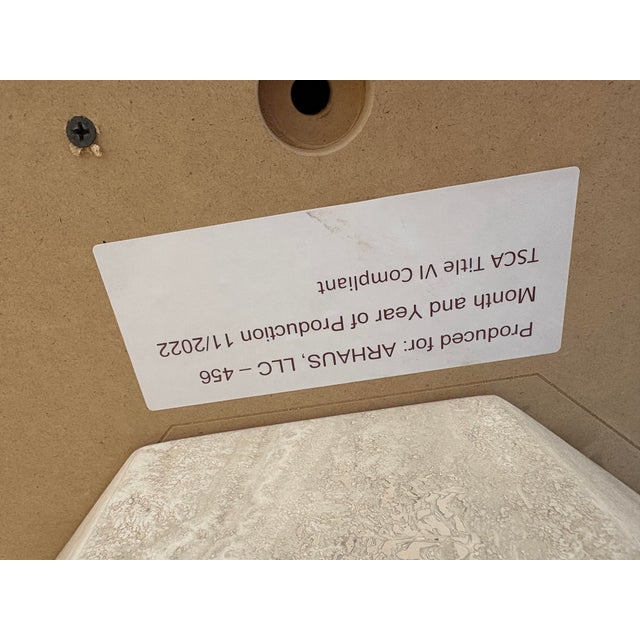 Produced for: ARHAUS, LLC – 456
Month and Year of Production 11/2022
TSCA Title VI Compliant